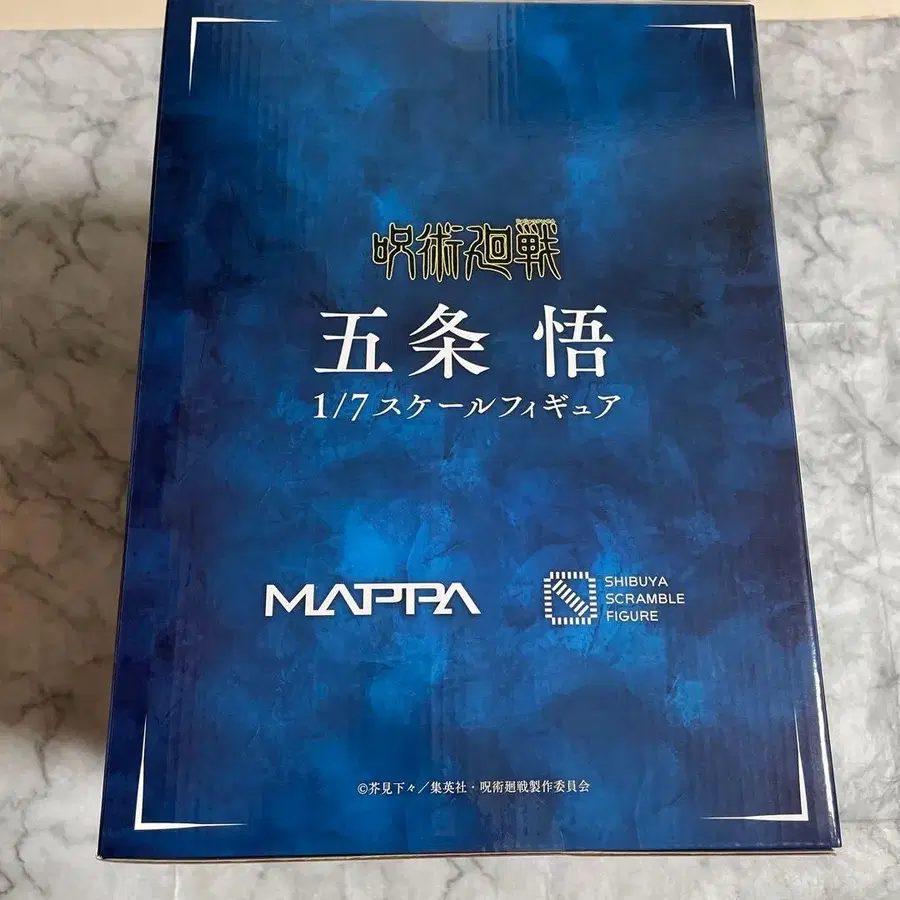 呪術廻戦
五条 悟
1/7スケールフィギュア
MAPPA
SHIBUYA
SCRAMBLE
FIGURE
©芥見下々／集英社・呪術廻戦製作委員会